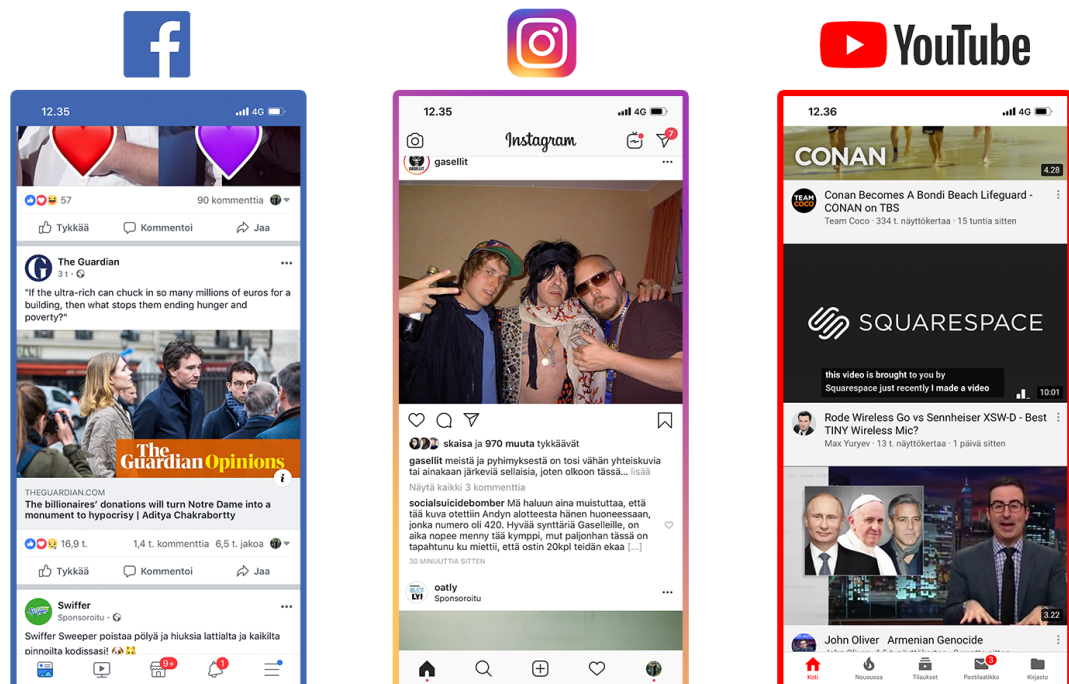 YouTube
12.35
4G
57
90 kommenttia
Tykkää
Kommentoi
Jaa
The Guardian
3 t ·
"If the ultra-rich can chuck in so many millions of euros for a
building, then what stops them ending hunger and
poverty?"
The
Guardian Opinions
THEGUARDIAN.COM
The billionaires' donations will turn Notre Dame into a
monument to hypocrisy | Aditya Chakrabortty
16,9 t.
1,4 t. kommenttia 6,5 t. jakoa
Tykkää
Kommentoi
Jaa
Swiffer
Sponsoroitu ·
Swiffer Sweeper poistaa pölyä ja hiuksia lattialta ja kaikilta
pinnoilta kodissasi!
9+
1
12.35
4G
Instagram
7
gasellit
skaisa ja 970 muuta tykkäävät
gasellit meistä ja pyhimyksestä on tosi vähän yhteiskuvia
tai ainakaan järkeviä sellaisia, joten olkoon tässä... lisää
Näytä kaikki 3 kommenttia
socialsuicidebomber Mä haluun aina muistuttaa, että
tää kuva otettiin Andyn alotteesta hänen huoneessaan,
jonka numero oli 420. Hyvää synttäriä Gaselleille, on
aika nopee menny tää kymppi, mut paljonhan tässä on
tapahtunu ku miettii, että ostin 20kpl teidän ekaa [...]
30 MINUUTTIA SITTEN
oatly
Sponsoroitu
12.36
4G
CONAN
4.28
TEAM
COCO
Conan Becomes A Bondi Beach Lifeguard -
CONAN on TBS
Team Coco · 334 t. näyttökertaa · 15 tuntia sitten
SQUARESPACE
this video is brought to you by
Squarespace just recently I made a video
10:01
Rode Wireless Go vs Sennheiser XSW-D - Best
TINY Wireless Mic?
Max Yuryev · 13 t. näyttökertaa · 1 päivä sitten
3.22
John Oliver Armenian Genocide
Koti
Nousussa
Tilaukset
3
Postilaatikko
Kirjasto